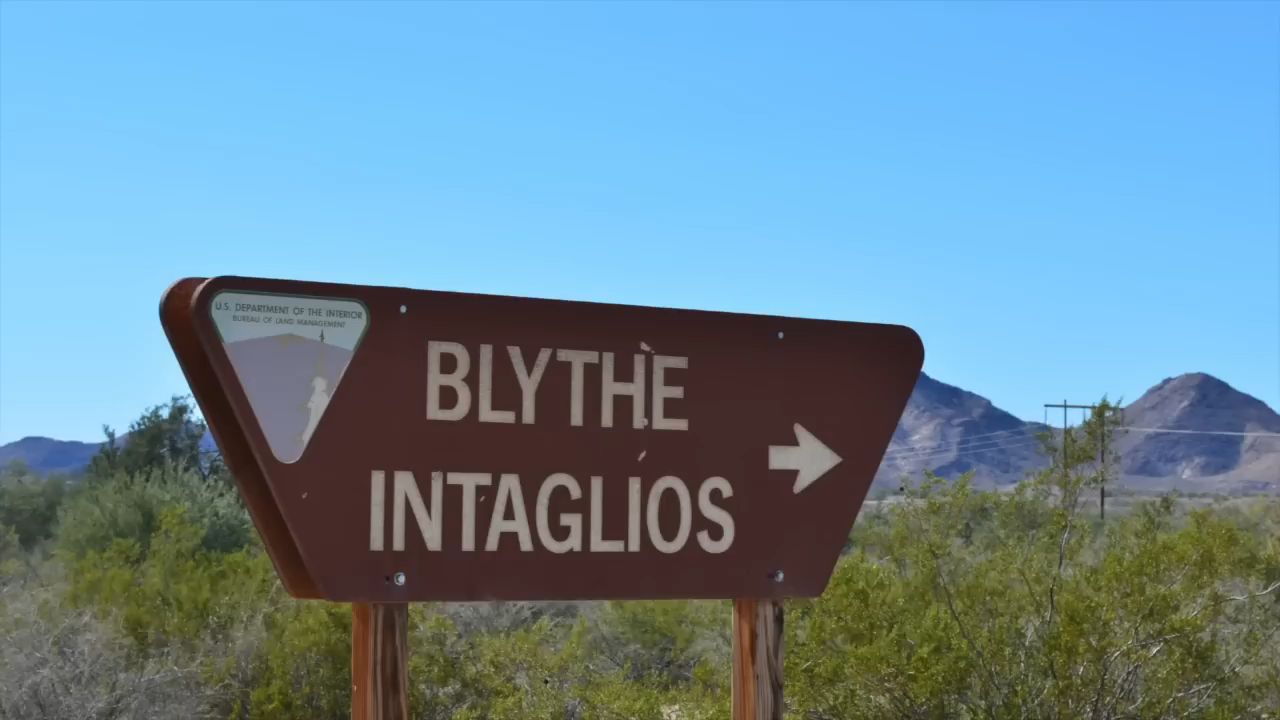 U.S. DEPARTMENT OF THE INTERIOR
BUREAU OF LAND MANAGEMENT
BLYTHE
INTAGLIOS